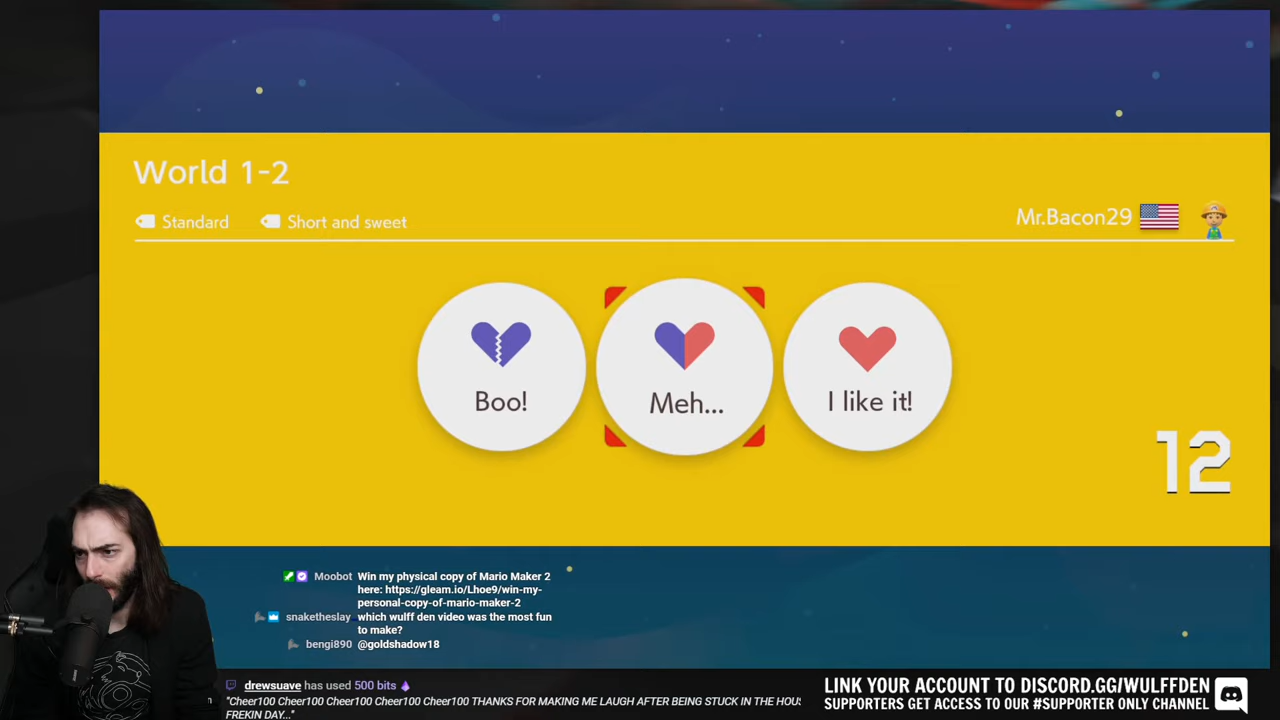 World 1-2
Standard Short and sweet
Mr.Bacon29
Boo!
Meh...
I like it!
12
Moobot Win my physical copy of Mario Maker 2
here: https://gleam.io/Lhoe9/win-my-
personal-copy-of-mario-maker-2
snaketheslay_ which wulff den video was the most fun
to make?
bengi890 @goldshadow18
drewsuave has used 500 bits
"Cheer100 Cheer100 Cheer100 Cheer100 Cheer100 THANKS FOR MAKING ME LAUGH AFTER BEING STUCK IN THE HOUS
FREKIN DAY..."
LINK YOUR ACCOUNT TO DISCORD.GG/WULFFDEN
SUPPORTERS GET ACCESS TO OUR #SUPPORTER ONLY CHANNEL